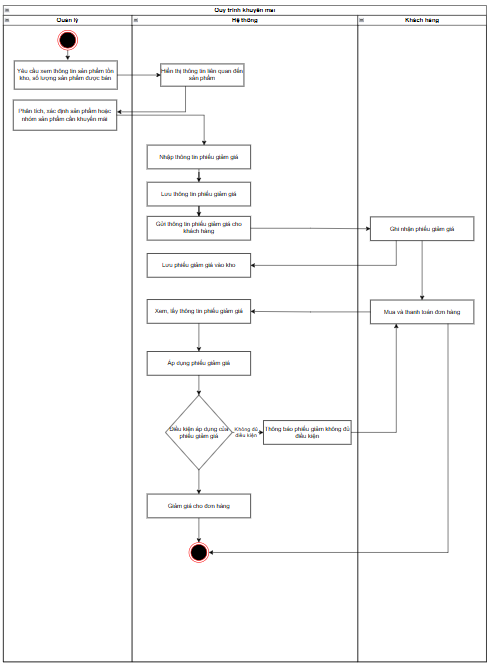 Quy trình khuyến mai
Quản lý
Hệ thống
Khách hàng
Yêu cầu xem thông tin sản phẩm tồn
kho, số lượng sản phẩm được bán
Hiển thị thông tin liên quan đến
sản phẩm
Phân tích, xác định sản phẩm hoặc
nhóm sản phẩm cần khuyến mãi
Nhập thông tin phiếu giảm giá
Lưu thông tin phiếu giảm giá
Gửi thông tin phiếu giảm giá cho
khách hàng
Ghi nhận phiếu giảm giá
Lưu phiếu giảm giá vào kho
Xem, lấy thông tin phiếu giảm giá
Mua và thanh toán đơn hàng
Áp dụng phiếu giảm giá
Điều kiện áp dụng của
phiếu giảm giá
Không đủ
điều kiện
Thông báo phiếu giảm không đủ
điều kiện
Giảm giá cho đơn hàng